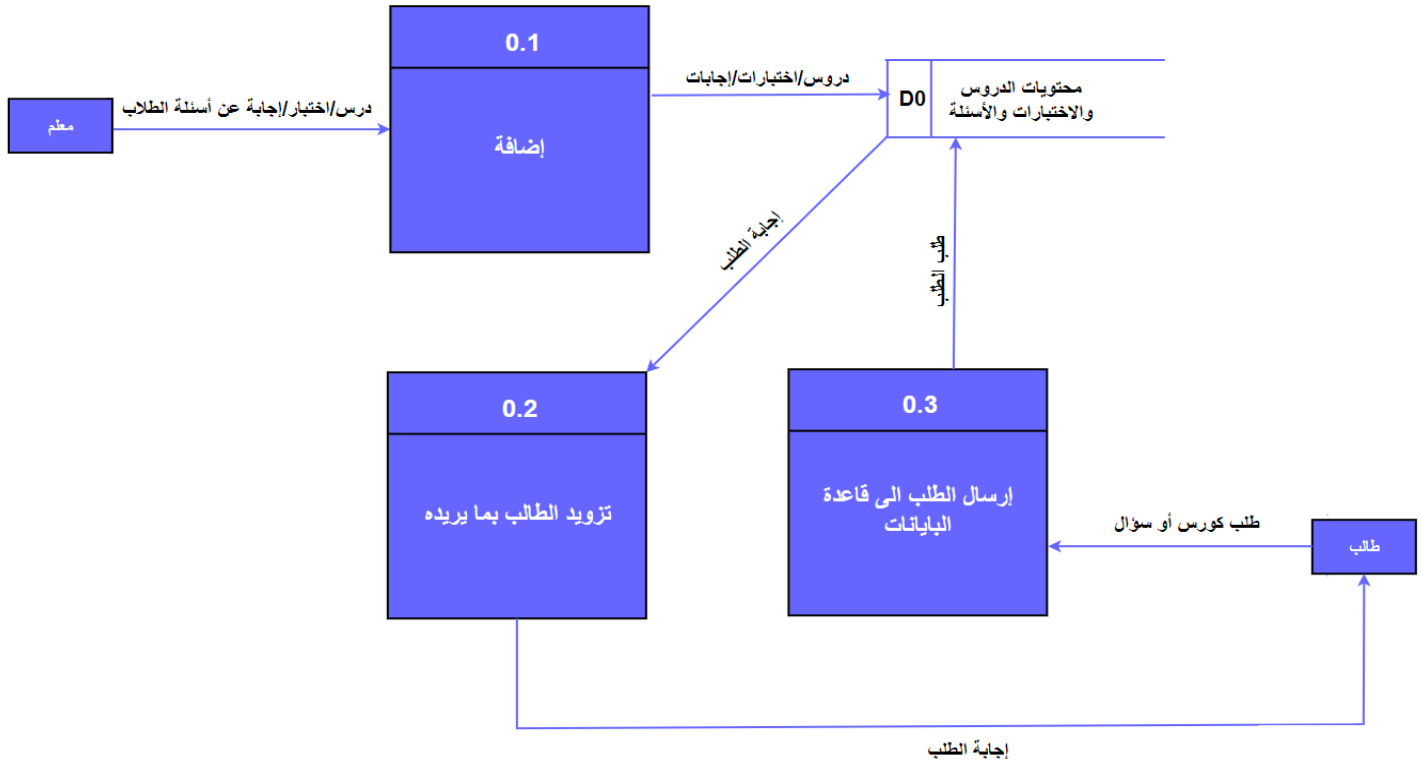 0.1
إضافة
معلم
درس/اختبار/إجابة عن أسئلة الطلاب
دروس/اختبارات/إجابات
D0
محتويات الدروس
والاختبارات والأسئلة
إجابة الطلب
طلب الطلب
0.2
تزويد الطالب بما يريده
0.3
إرسال الطلب الى قاعدة
البايانات
طلب كورس أو سؤال
طالب
إجابة الطلب